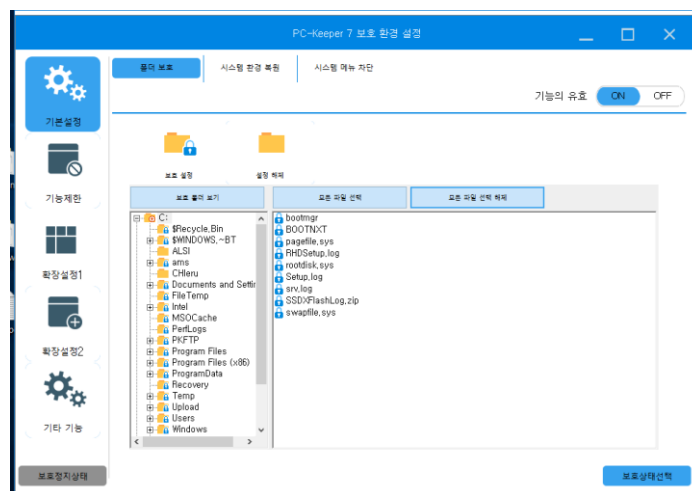 PC-Keeper 7 보호 환경 설정
기본설정
기능제한
확장설정1
확장설정2
기타 기능
보호정지상태
폴더 보호
시스템 환경 복원
시스템 메뉴 차단
기능의 유효 ON OFF
보호 설정
설정 해제
보호 폴더 보기
모든 파일 선택
모든 파일 선택 해제
C:
$Recycle,Bin
$WINDOWS,~BT
ALSI
ams
CHleru
Documents and Settin
FileTemp
Intel
MSOCache
PerfLogs
PKFTP
Program Files
Program Files (x86)
ProgramData
Recovery
Temp
Upload
Users
Windows
bootmgr
BOOTNXT
pagefile,sys
RHDSetup,log
rootdisk,sys
Setup,log
srv,log
SSDXFlashLog,zip
swapfile,sys
보호상태선택